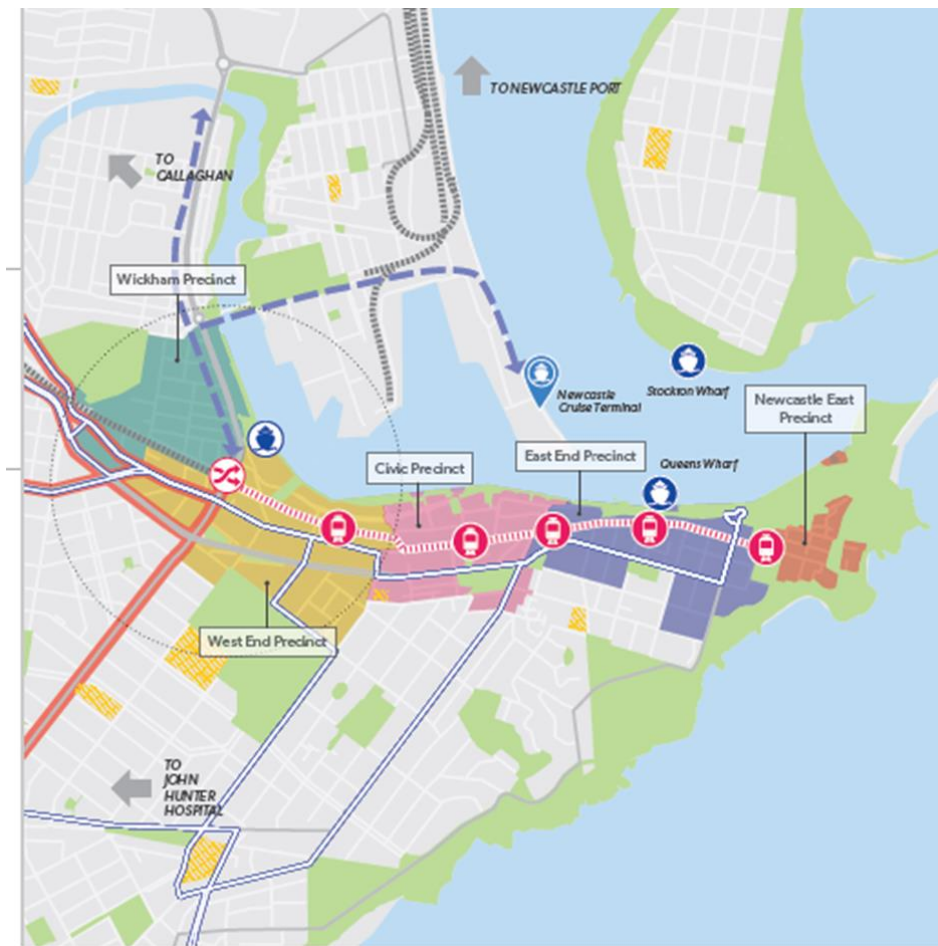 TO NEWCASTLE PORT
TO
CALLAGHAN
Wickham Precinct
Newcastle
Cruise Terminal
Stockton Wharf
Newcastle East
Precinct
Civic Precinct
East End Precinct
Queens Wharf
West End Precinct
TO
JOHN
HUNTER
HOSPITAL